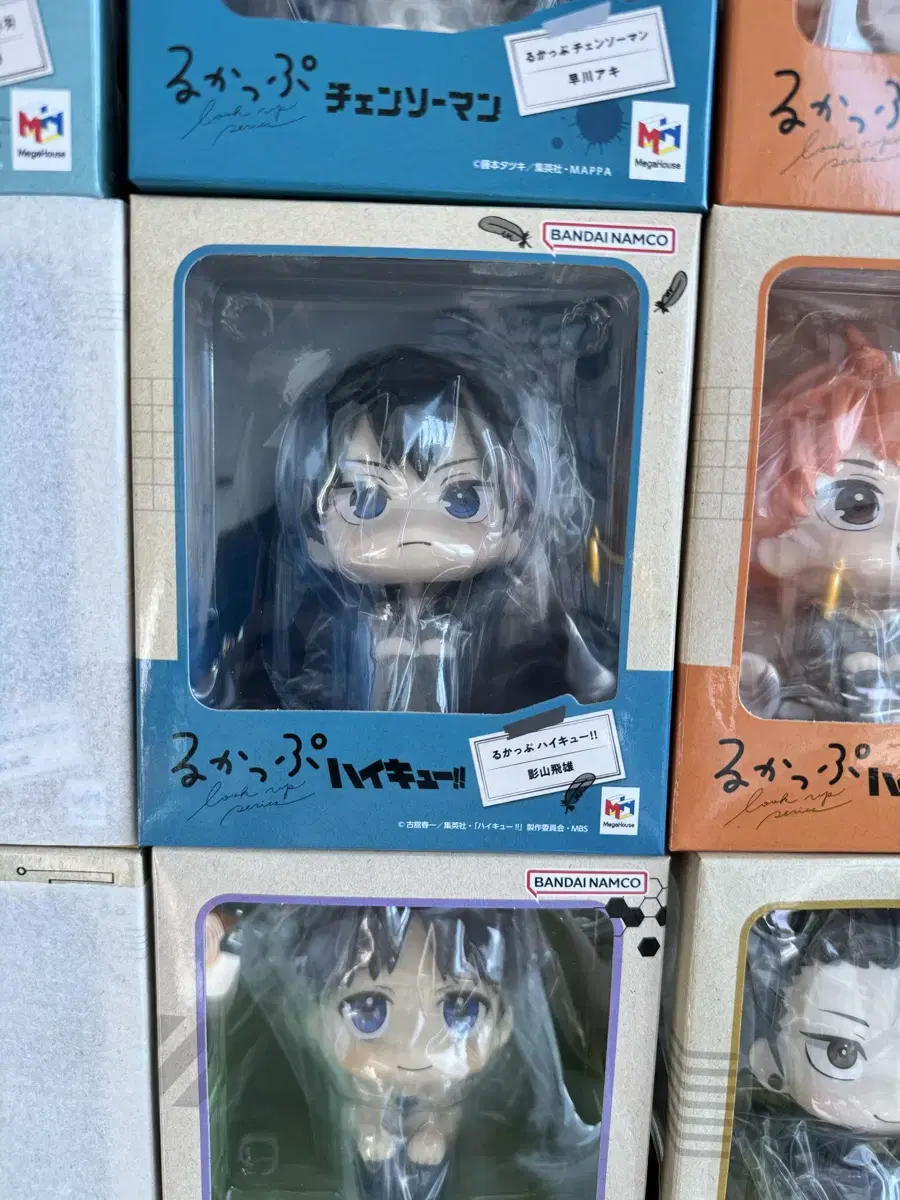 るかっぷ
look up
series
チェンソーマン
るかっぷ チェンソーマン
早川アキ
MegaHouse
©藤本タツキ/集英社・MAPPA
MegaHouse
BANDAI NAMCO
るかっぷ
look up
series
ハイキュー!!
るかっぷ ハイキュー!!
影山飛雄
MegaHouse
©古舘春一/集英社・「ハイキュー!!」製作委員会・MBS
るかっぷ
look up
series
BANDAI NAMCO